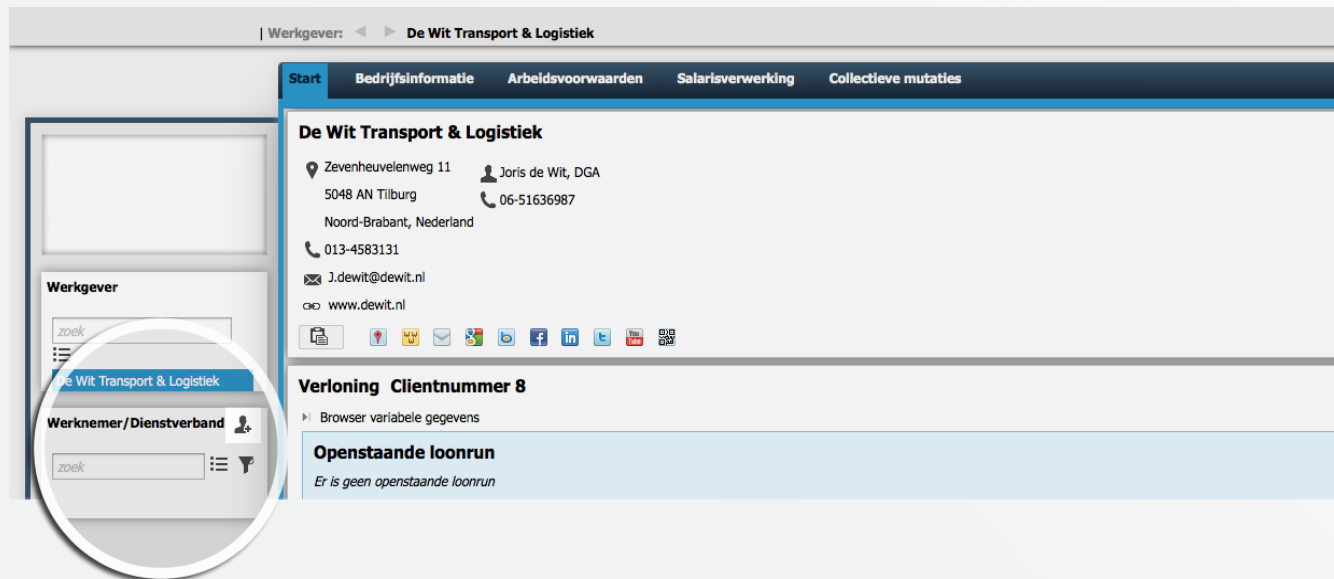 | Werkgever: De Wit Transport & Logistiek
Start Bedrijfsinformatie Arbeidsvoorwaarden Salarisverwerking Collectieve mutaties
De Wit Transport & Logistiek
Zevenheuvelenweg 11
5048 AN Tilburg
Noord-Brabant, Nederland
Joris de Wit, DGA
06-51636987
013-4583131
J.dewit@dewit.nl
www.dewit.nl
You
Tube
Werkgever
zoek
De Wit Transport & Logistiek
Werknemer/Dienstverband
zoek
Verloning Clientnummer 8
Browser variabele gegevens
Openstaande loonrun
Er is geen openstaande loonrun